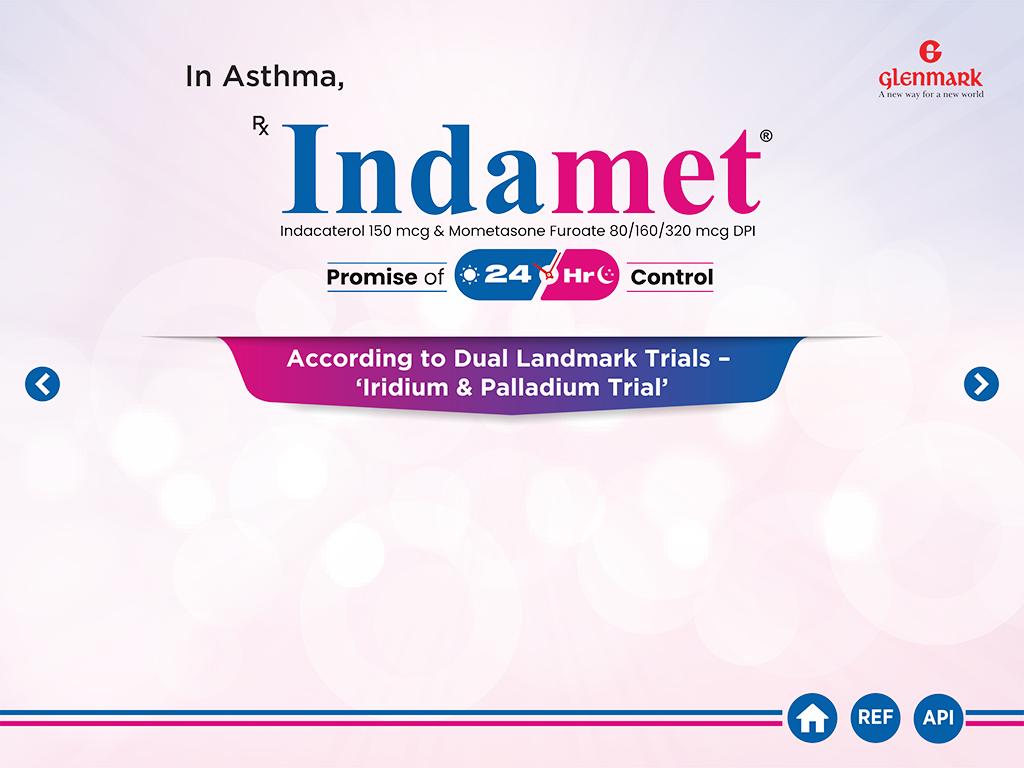 In Asthma,
GLENMARK
A new way for a new world
Rx
Indamet®
Indacaterol 150 mcg & Mometasone Furoate 80/160/320 mcg DPI
Promise of 24 Hr Control
According to Dual Landmark Trials –
‘Iridium & Palladium Trial’
REF
API